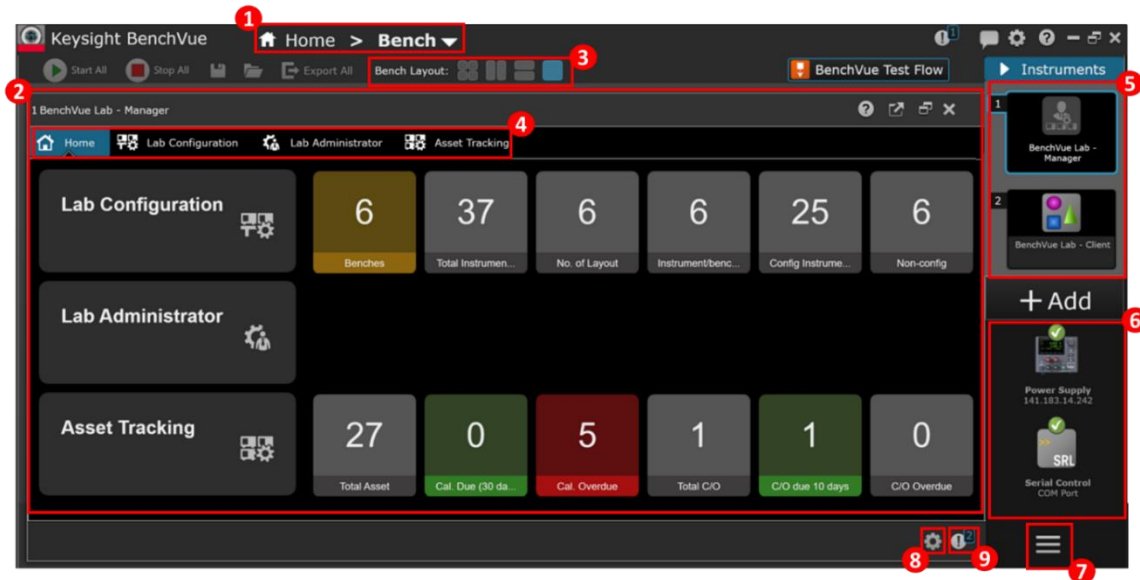 1
Keysight BenchVue Home > Bench 1
Start All Stop All Export All Bench Layout: 3 BenchVue Test Flow Instruments
2 5
1 BenchVue Lab - Manager 1
4
Home Lab Configuration Lab Administrator Asset Tracking
BenchVue Lab -
Manager
Lab Configuration
6 37 6 6 25 6
Benches Total Instrumen... No. of Layout Instrument/benc... Config Instrume... Non-config
2
BenchVue Lab - Client
+ Add
Lab Administrator
6
Power Supply
141.183.14.242
Asset Tracking
27 0 5 1 1 0
Total Asset Cal. Due (30 da... Cal. Overdue Total C/O C/O due 10 days C/O Overdue
SRL
Serial Control
COM Port
2
8 9 7